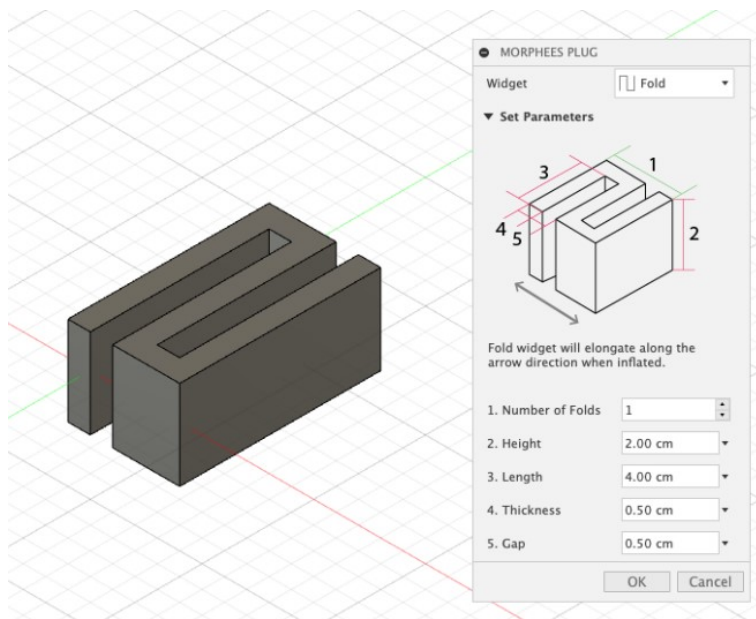 MORPHEES PLUG
Widget
Fold
Set Parameters
3
1
4
5
2
Fold widget will elongate along the
arrow direction when inflated.
1. Number of Folds 1
2. Height 2.00 cm
3. Length 4.00 cm
4. Thickness 0.50 cm
5. Gap 0.50 cm
OK Cancel